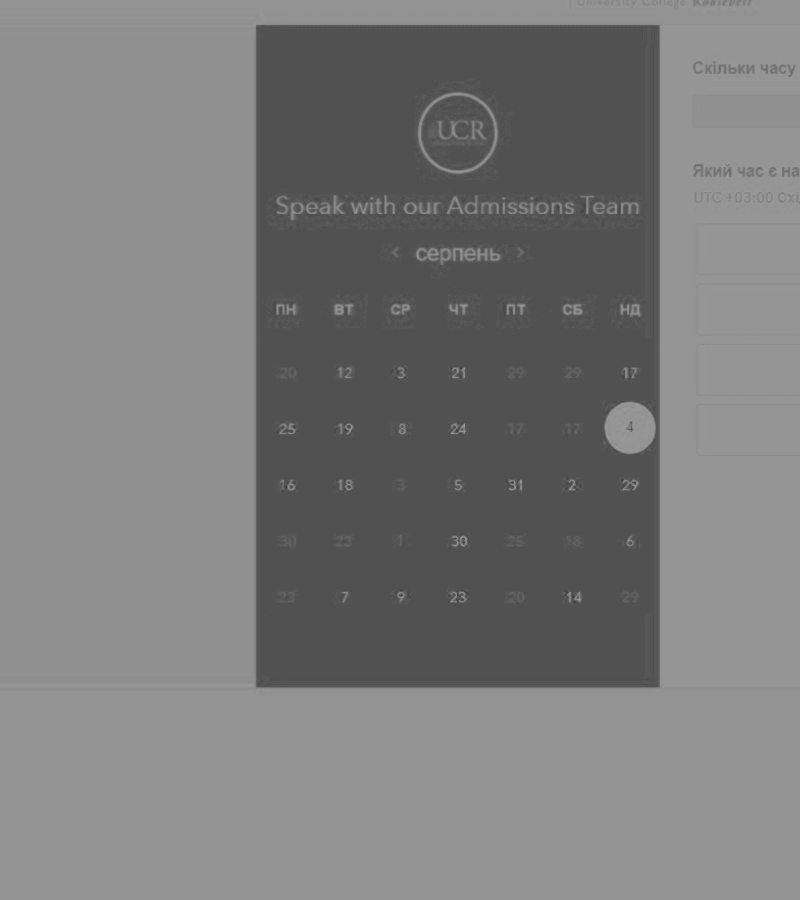 University College Roosevelt
Скільки часу
UCR
Який час є на
UTC +03:00 Схі
Speak with our Admissions Team
‹ серпень ›
ПН ВТ СР ЧТ ПТ СБ НД
20 12 3 21 29 29 17
25 19 8 24 17 17 4
16 18 3 5 31 2 29
30 23 1 30 25 18 6
23 7 9 23 20 14 29